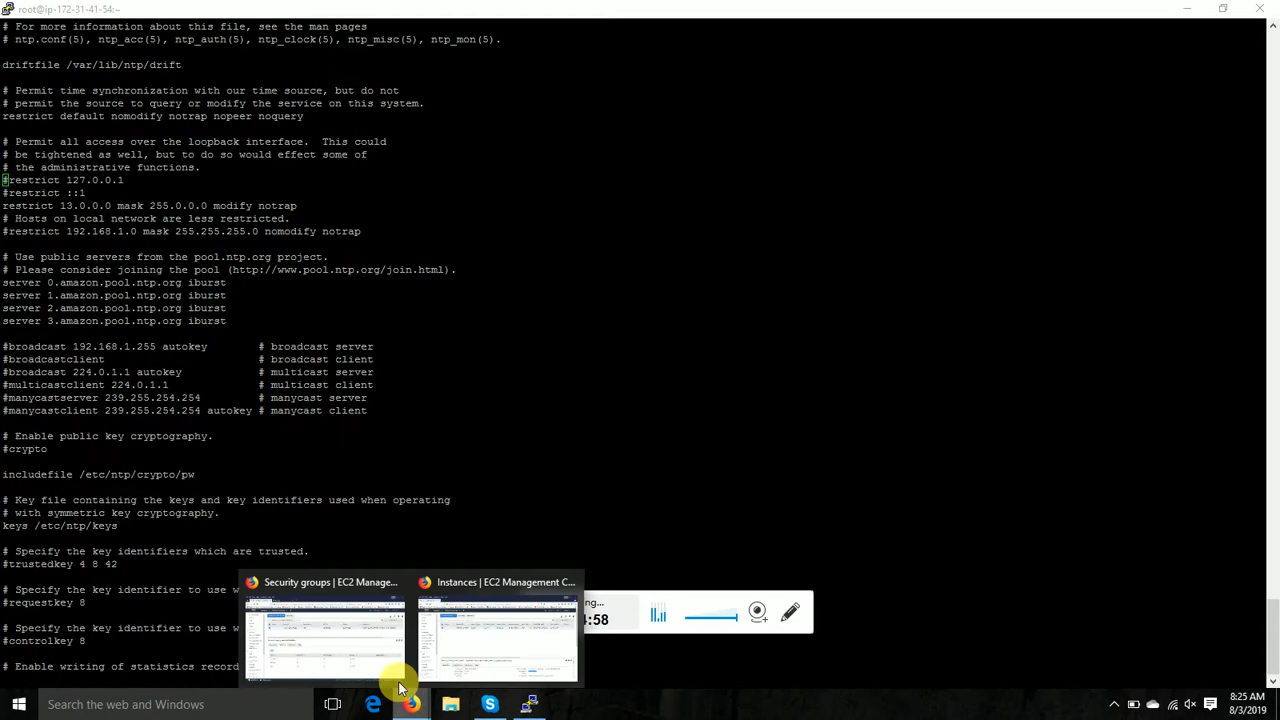 root@ip-172-31-41-54:~
# For more information about this file, see the man pages
# ntp.conf(5), ntp_acc(5), ntp_auth(5), ntp_clock(5), ntp_misc(5), ntp_mon(5).
driftfile /var/lib/ntp/drift
# Permit time synchronization with our time source, but do not
# permit the source to query or modify the service on this system.
restrict default nomodify notrap nopeer noquery
# Permit all access over the loopback interface.  This could
# be tightened as well, but to do so would effect some of
# the administrative functions.
#restrict 127.0.0.1
#restrict ::1
restrict 13.0.0.0 mask 255.0.0.0 modify notrap
# Hosts on local network are less restricted.
#restrict 192.168.1.0 mask 255.255.255.0 nomodify notrap
# Use public servers from the pool.ntp.org project.
# Please consider joining the pool (http://www.pool.ntp.org/join.html).
server 0.amazon.pool.ntp.org iburst
server 1.amazon.pool.ntp.org iburst
server 2.amazon.pool.ntp.org iburst
server 3.amazon.pool.ntp.org iburst
#broadcast 192.168.1.255 autokey        # broadcast server
#broadcastclient                        # broadcast client
#broadcast 224.0.1.1 autokey            # multicast server
#multicastclient 224.0.1.1              # multicast client
#manycastserver 239.255.254.254         # manycast server
#manycastclient 239.255.254.254 autokey # manycast client
# Enable public key cryptography.
#crypto
includefile /etc/ntp/crypto/pw
# Key file containing the keys and key identifiers used when operating
# with symmetric key cryptography.
keys /etc/ntp/keys
# Specify the key identifiers which are trusted.
#trustedkey 4 8 42
# Specify the key identifier to use w
# Specify the key
#controlkey 8
# Enable writing of statistics
Security groups | EC2 Manage...
Instances | EC2 Management C...
ng...
:58
Search the web and Windows
8:25 AM
8/3/2019